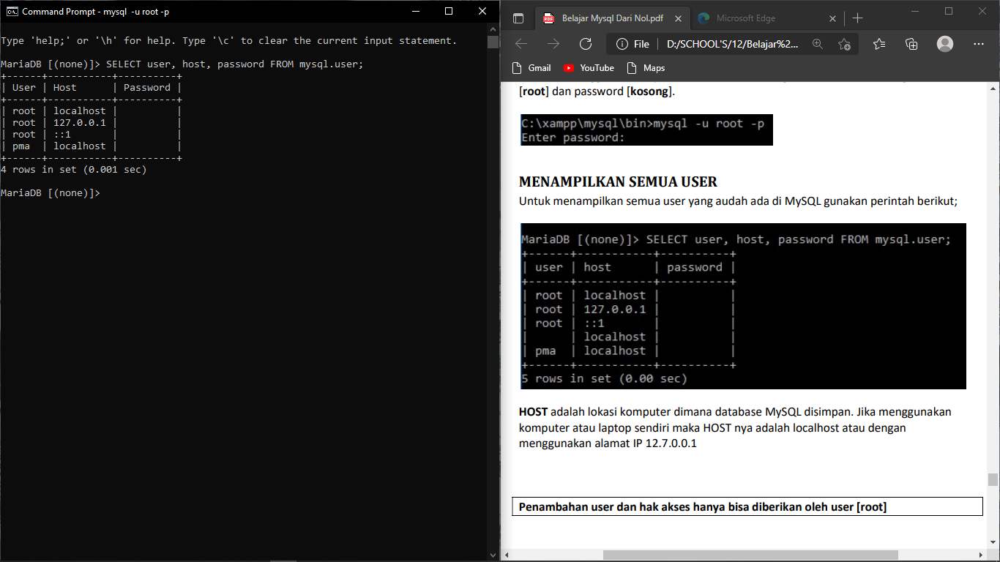 Command Prompt - mysql -u root -p
Type 'help;' or '\h' for help. Type '\c' to clear the current input statement.
MariaDB [(none)]> SELECT user, host, password FROM mysql.user;
+------+-----------+----------+
| User | Host      | Password |
+------+-----------+----------+
| root | localhost |          |
| root | 127.0.0.1 |          |
| root | ::1       |          |
| pma  | localhost |          |
+------+-----------+----------+
4 rows in set (0.001 sec)
MariaDB [(none)]>
Belajar Mysql Dari Nol.pdf
Microsoft Edge
File
D:/SCHOOL'S/12/Belajar%2...
Gmail
YouTube
Maps
[root] dan password [kosong].
C:\xampp\mysql\bin>mysql -u root -p
Enter password:
MENAMPILKAN SEMUA USER
Untuk menampilkan semua user yang audah ada di MySQL gunakan perintah berikut;
MariaDB [(none)]> SELECT user, host, password FROM mysql.user;
+------+-----------+----------+
| user | host      | password |
+------+-----------+----------+
| root | localhost |          |
| root | 127.0.0.1 |          |
| root | ::1       |          |
|      | localhost |          |
| pma  | localhost |          |
+------+-----------+----------+
5 rows in set (0.00 sec)
HOST adalah lokasi komputer dimana database MySQL disimpan. Jika menggunakan
komputer atau laptop sendiri maka HOST nya adalah localhost atau dengan
menggunakan alamat IP 12.7.0.0.1
Penambahan user dan hak akses hanya bisa diberikan oleh user [root]